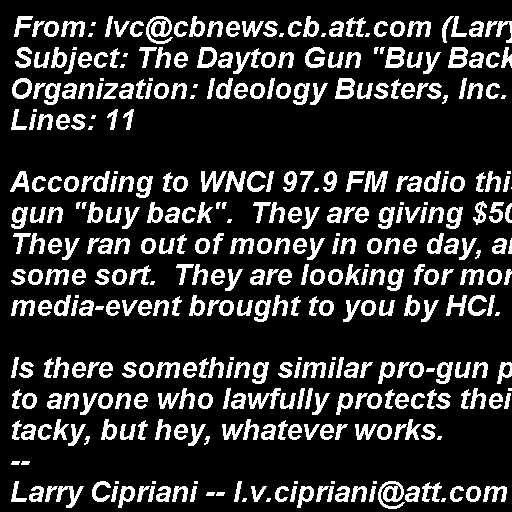 From: lvc@cbnews.cb.att.com (Larry
Subject: The Dayton Gun "Buy Back
Organization: Ideology Busters, Inc.
Lines: 11

According to WNCI 97.9 FM radio this
gun "buy back".  They are giving $50
They ran out of money in one day, an
some sort.  They are looking for mor
media-event brought to you by HCI.

Is there something similar pro-gun p
to anyone who lawfully protects thei
tacky, but hey, whatever works.
--
Larry Cipriani -- l.v.cipriani@att.com